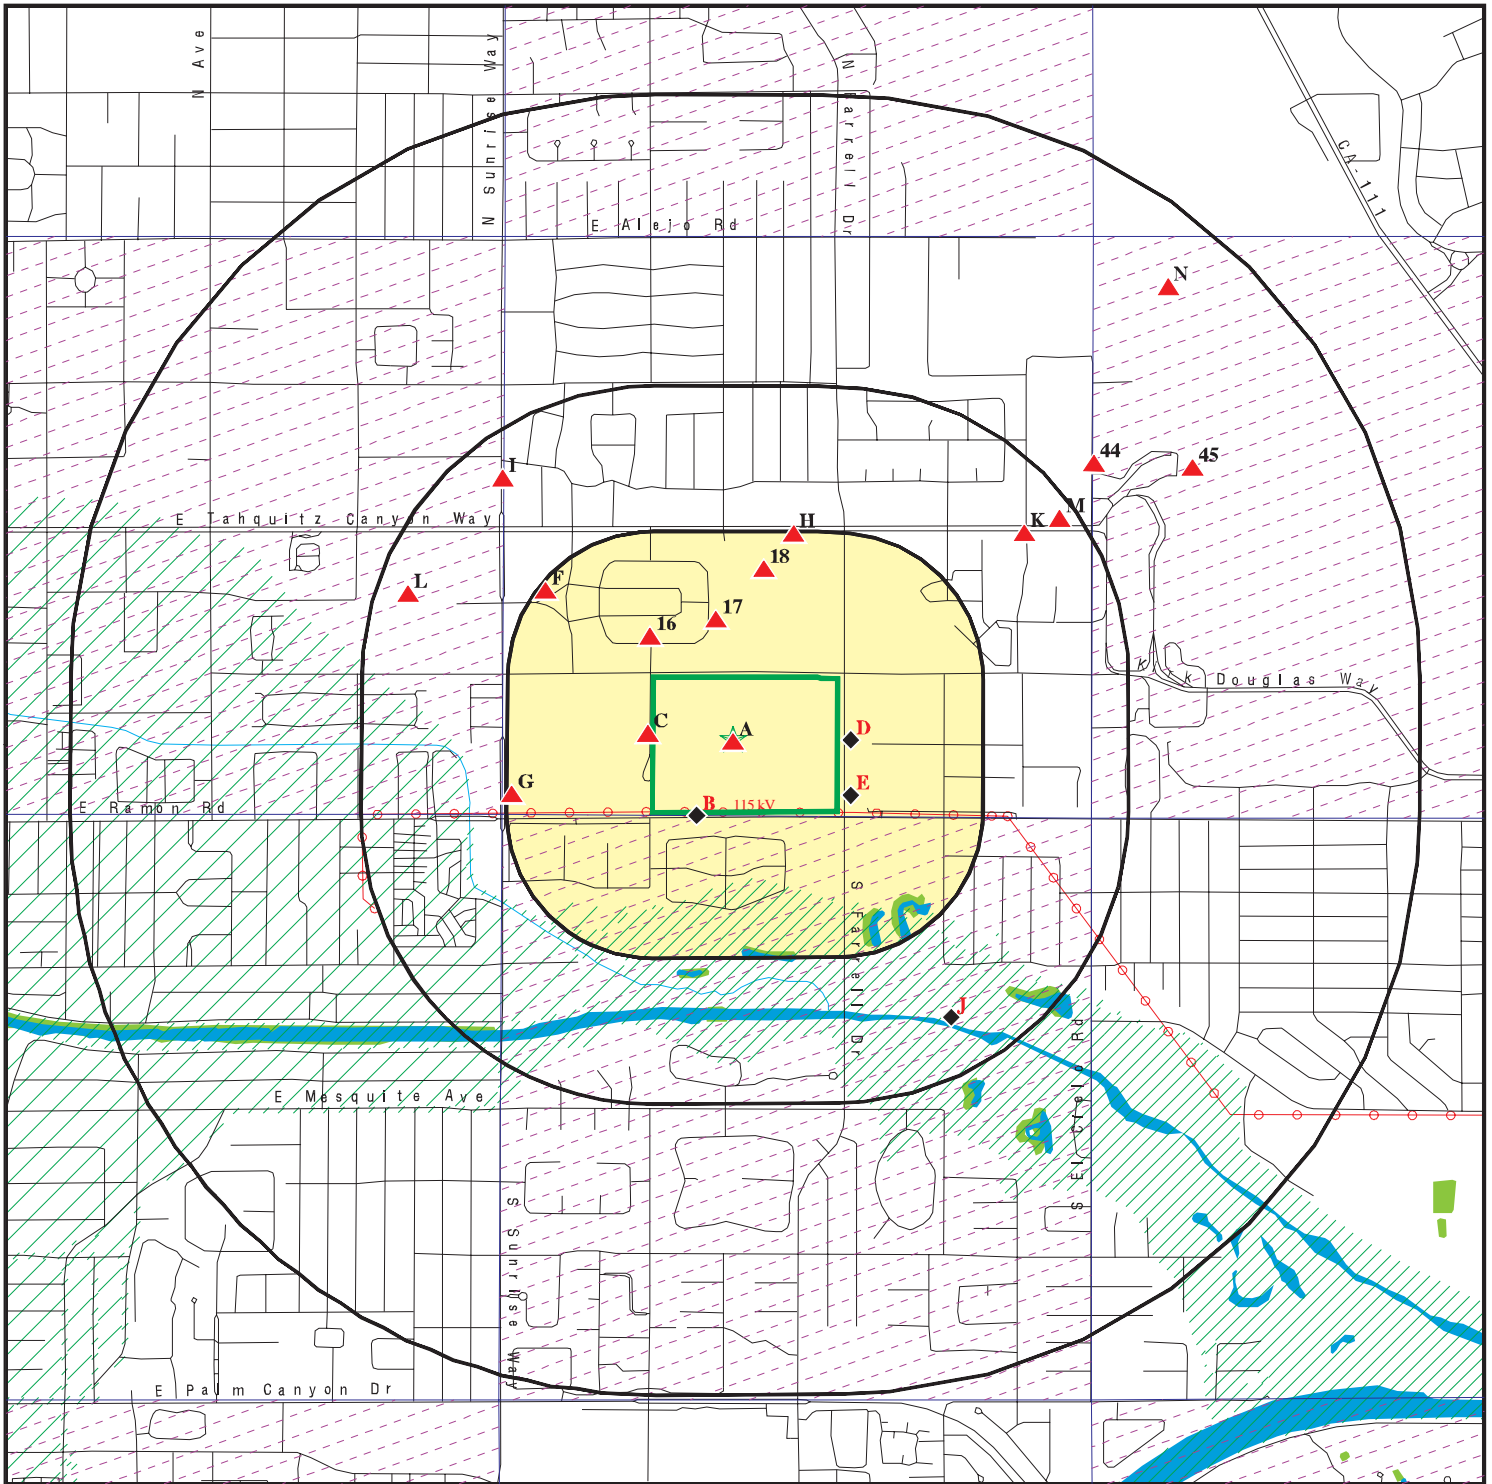 N Ave
N Sunrise Way
N Farrell Dr
CA-111
E Alejo Rd
N
44
45
I
M
E Tahquitz Canyon Way
K
H
18
L
F
17
16
Kirk Douglas Way
C
A
D
G
E
E Ramon Rd
B
115 kV
S Farrell Dr
J
S El Cielo Rd
E Mesquite Ave
S Sunrise Way
E Palm Canyon Dr